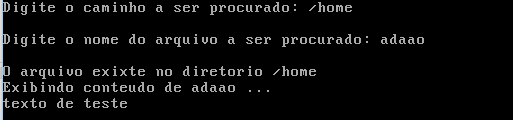 Digite o caminho a ser procurado: /home
Digite o nome do arquivo a ser procurado: adaao
O arquivo exixte no diretorio /home
Exibindo conteudo de adaao ...
texto de teste